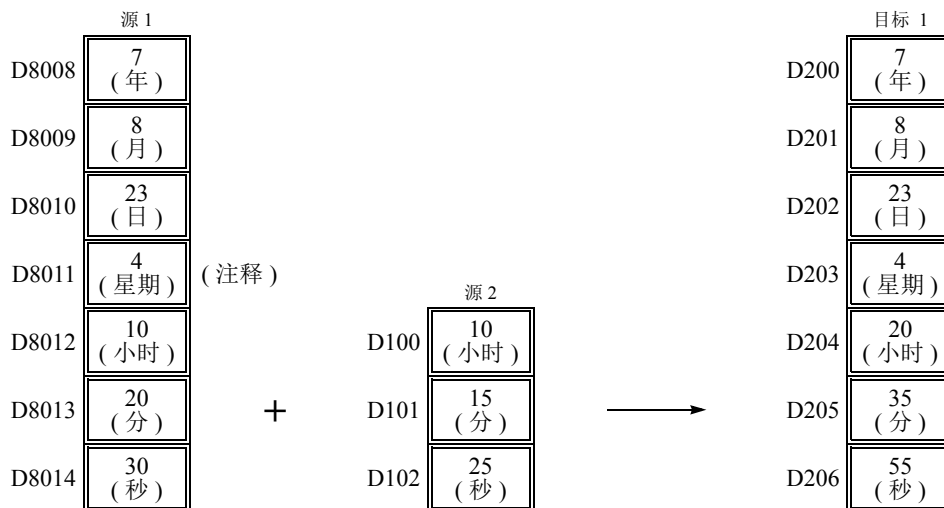 源 1
D8008
7
( 年 )
D8009
8
( 月 )
D8010
23
( 日 )
D8011
4
( 星期 )
( 注释 )
D8012
10
( 小时 )
D8013
20
( 分 )
D8014
30
( 秒 )
+
源 2
D100
10
( 小时 )
D101
15
( 分 )
D102
25
( 秒 )
目标 1
D200
7
( 年 )
D201
8
( 月 )
D202
23
( 日 )
D203
4
( 星期 )
D204
20
( 小时 )
D205
35
( 分 )
D206
55
( 秒 )